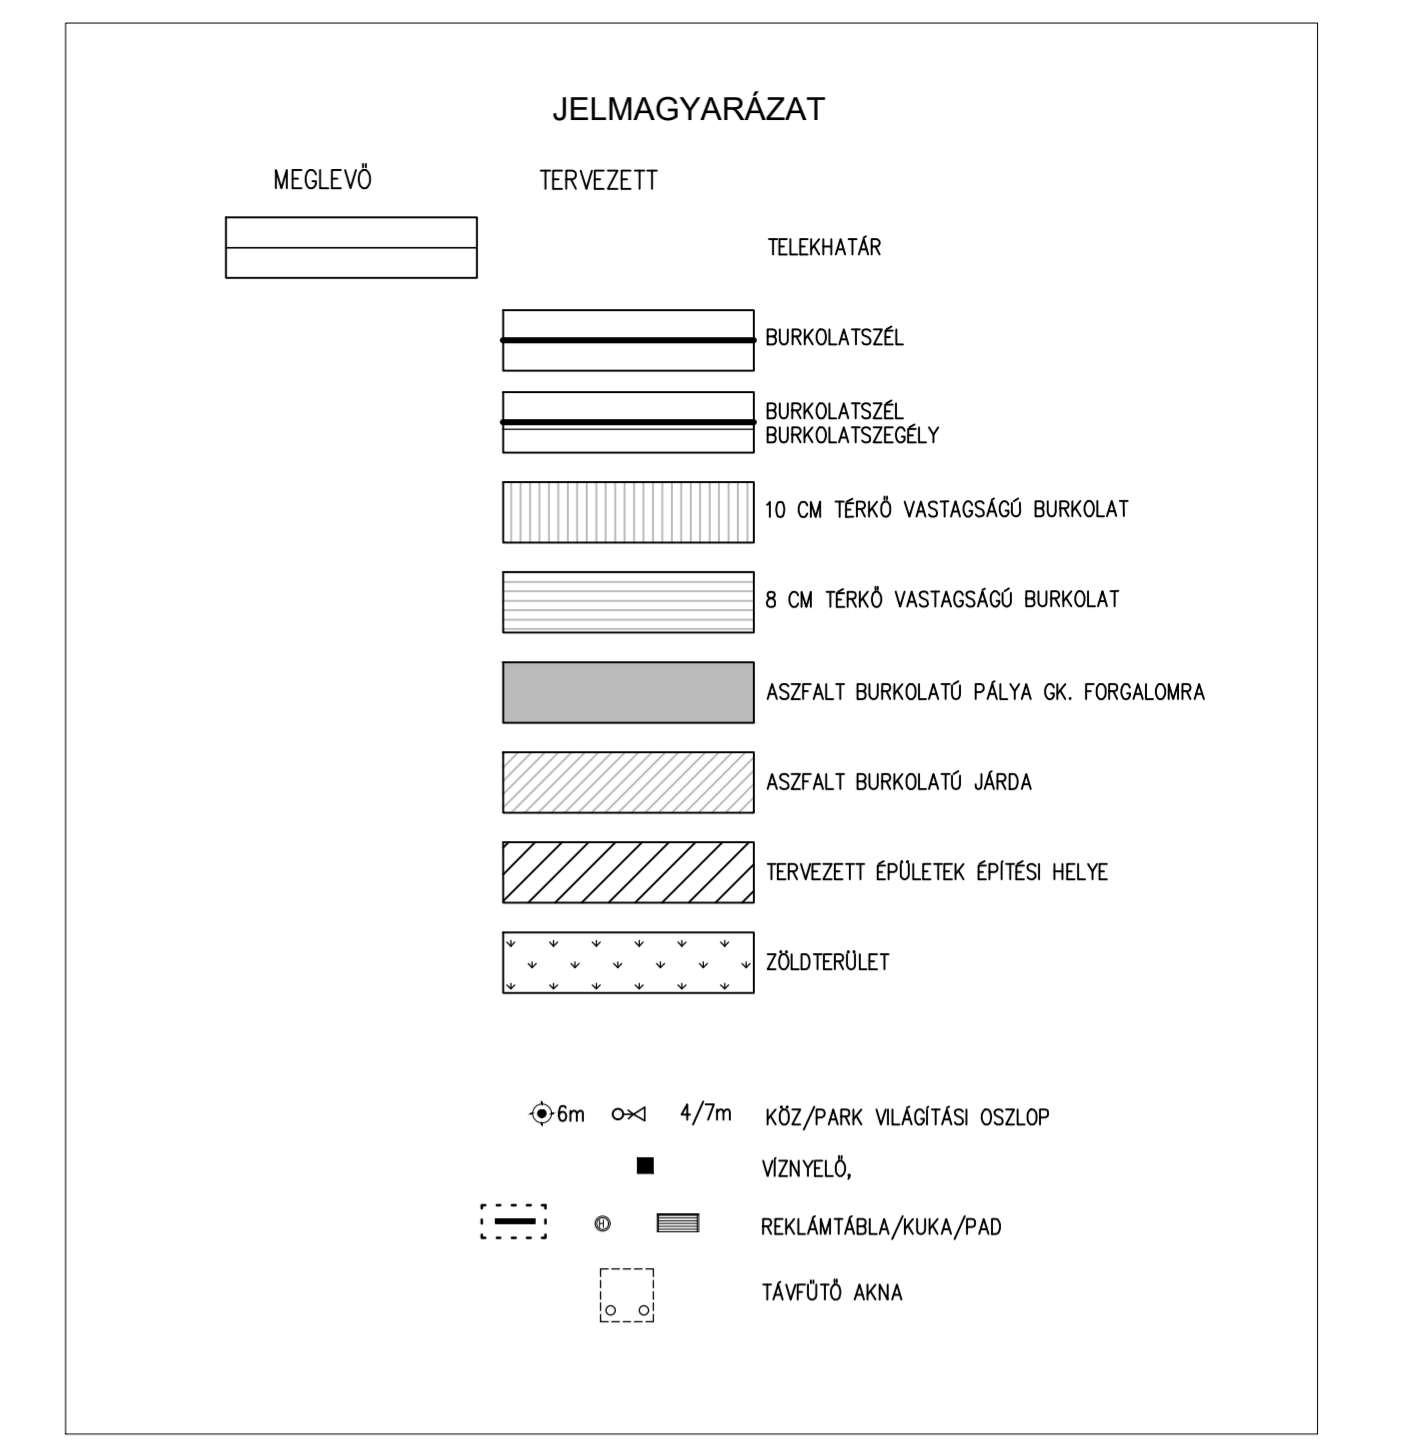 JELMAGYARÁZAT
MEGLEVŐ TERVEZETT
TELEKHATÁR
BURKOLATSZÉL
BURKOLATSZÉL
BURKOLATSZEGÉLY
10 CM TÉRKŐ VASTAGSÁGÚ BURKOLAT
8 CM TÉRKŐ VASTAGSÁGÚ BURKOLAT
ASZFALT BURKOLATÚ PÁLYA GK. FORGALOMRA
ASZFALT BURKOLATÚ JÁRDA
TERVEZETT ÉPÜLETEK ÉPÍTÉSI HELYE
ZÖLDTERÜLET
6m 4/7m KÖZ/PARK VILÁGÍTÁSI OSZLOP
VÍZNYELŐ,
H REKLÁMTÁBLA/KUKA/PAD
TÁVFŰTŐ AKNA